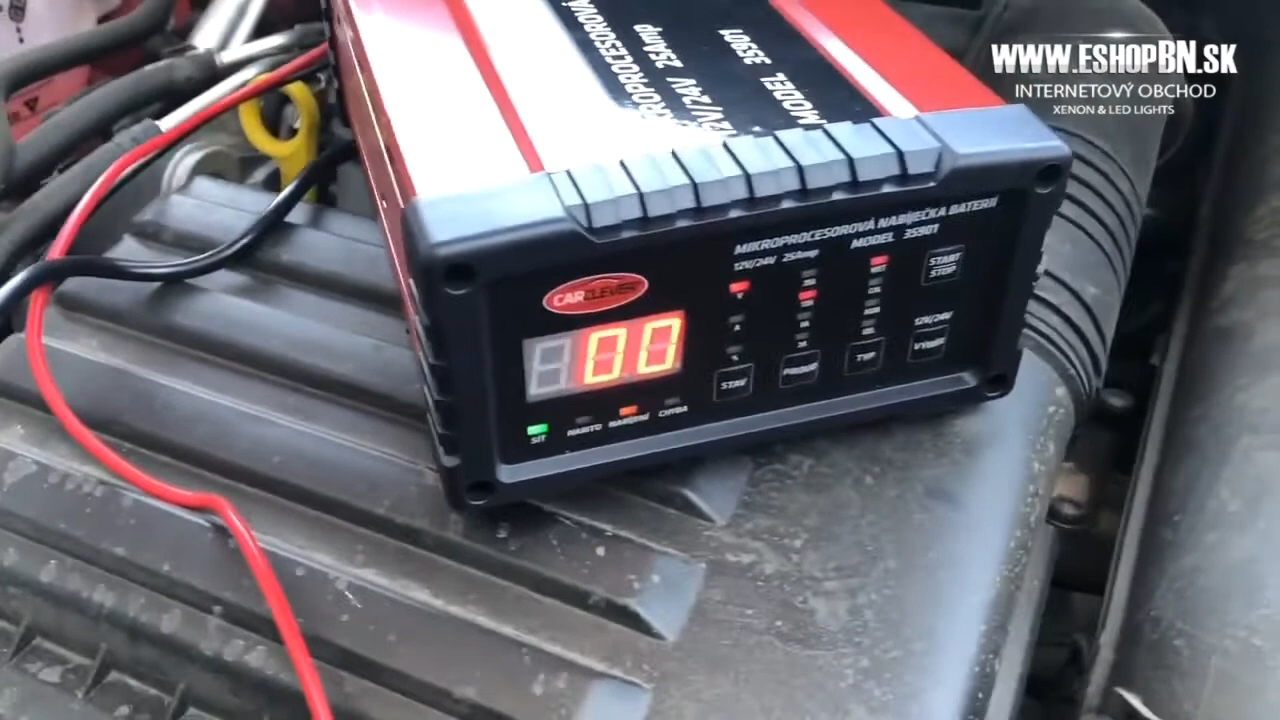 WWW.ESHOPBN.SK
INTERNETOVÝ OBCHOD
XENON & LED LIGHTS
12V/24V 25Amp
MODEL 35901
MIKROPROCESOROVÁ NABÍJEČKA BATERIÍ
12V/24V 25Amp
MODEL 35901
CARCLEVER
START
STOP
12V/24V
V
A
%
STAV
PROUD
TYP
VÝBĚR
00
SÍŤ
NABITO
NABÍJENÍ
CHYBA